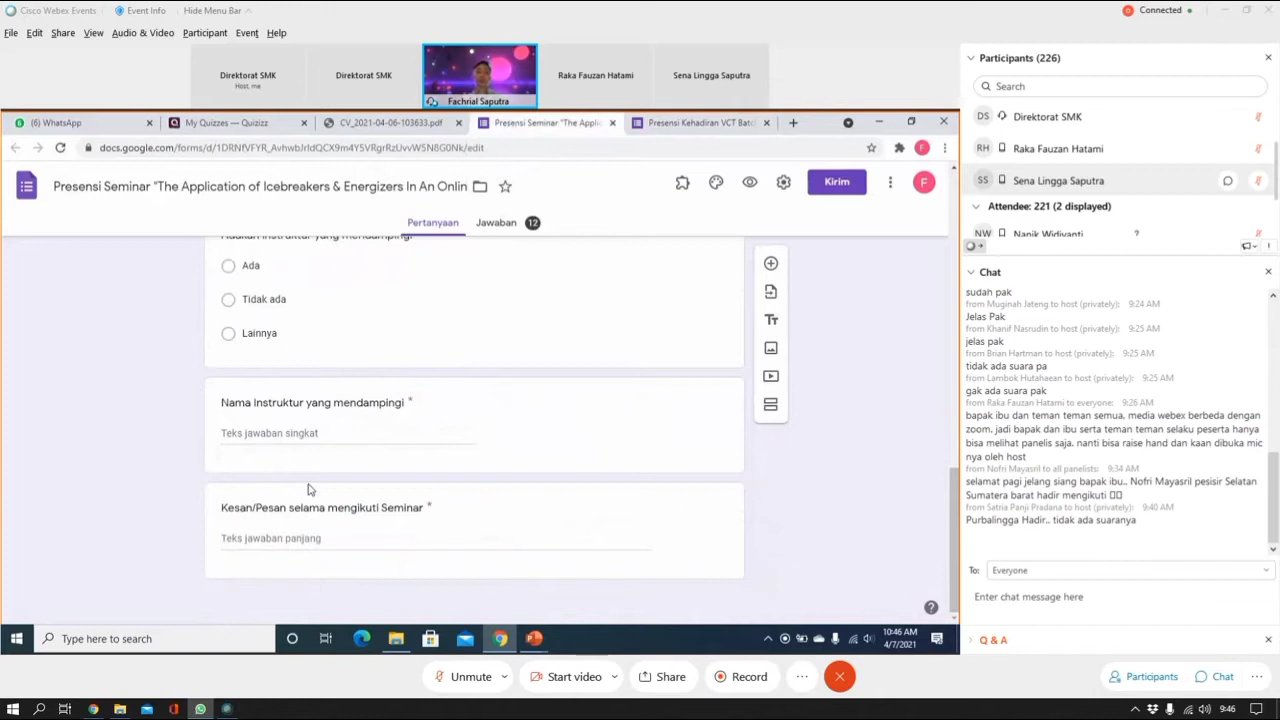 Cisco Webex Events
Event Info
Hide Menu Bar
Connected
File Edit Share View Audio & Video Participant Event Help
Direktorat SMK
Host, me
Direktorat SMK
Fachrial Saputra
Raka Fauzan Hatami
Sena Lingga Saputra
(6) WhatsApp
My Quizzes — Quizizz
CV_2021-04-06-103633.pdf
Presensi Seminar "The Applic
Presensi Kehadiran VCT Batc
Presensi Seminar "The Application of Icebreakers & Energizers In An Onlin
Kirim
F
Pertanyaan
Jawaban 12
Ada
Tidak ada
Lainnya
Nama Instruktur yang mendampingi *
Teks jawaban singkat
Kesan/Pesan selama mengikuti Seminar *
Teks jawaban panjang
Type here to search
10:46 AM
4/7/2021
Participants (226)
Search
DS Direktorat SMK
RH Raka Fauzan Hatami
SS Sena Lingga Saputra
Attendee: 221 (2 displayed)
NW Nanik Widiyanti
Chat
sudah pak
from Muginah Jateng to host (privately): 9:24 AM
Jelas Pak
from Khanif Nasrudin to host (privately): 9:25 AM
jelas pak
from Brian Hartman to host (privately): 9:25 AM
tidak ada suara pa
from Lambok Hutahaean to host (privately): 9:25 AM
gak ada suara pak
from Raka Fauzan Hatami to everyone: 9:26 AM
bapak ibu dan teman teman semua, media webex berbeda dengan
zoom, jadi bapak dan ibu serta teman teman selaku peserta hanya
bisa melihat panelis saja. nanti bisa raise hand dan kaan dibuka mic
nya oleh host
from Nofri Mayasril to all panelists: 9:34 AM
selamat pagi jelang siang bapak ibu.. Nofri Mayasril pesisir Selatan
Sumatera barat hadir mengikuti
from Satria Panji Pradana to host (privately): 9:40 AM
Purbalingga Hadir.. tidak ada suaranya
To: Everyone
Enter chat message here
Q & A
Unmute
Start video
Share
Record
Participants
Chat
9:46